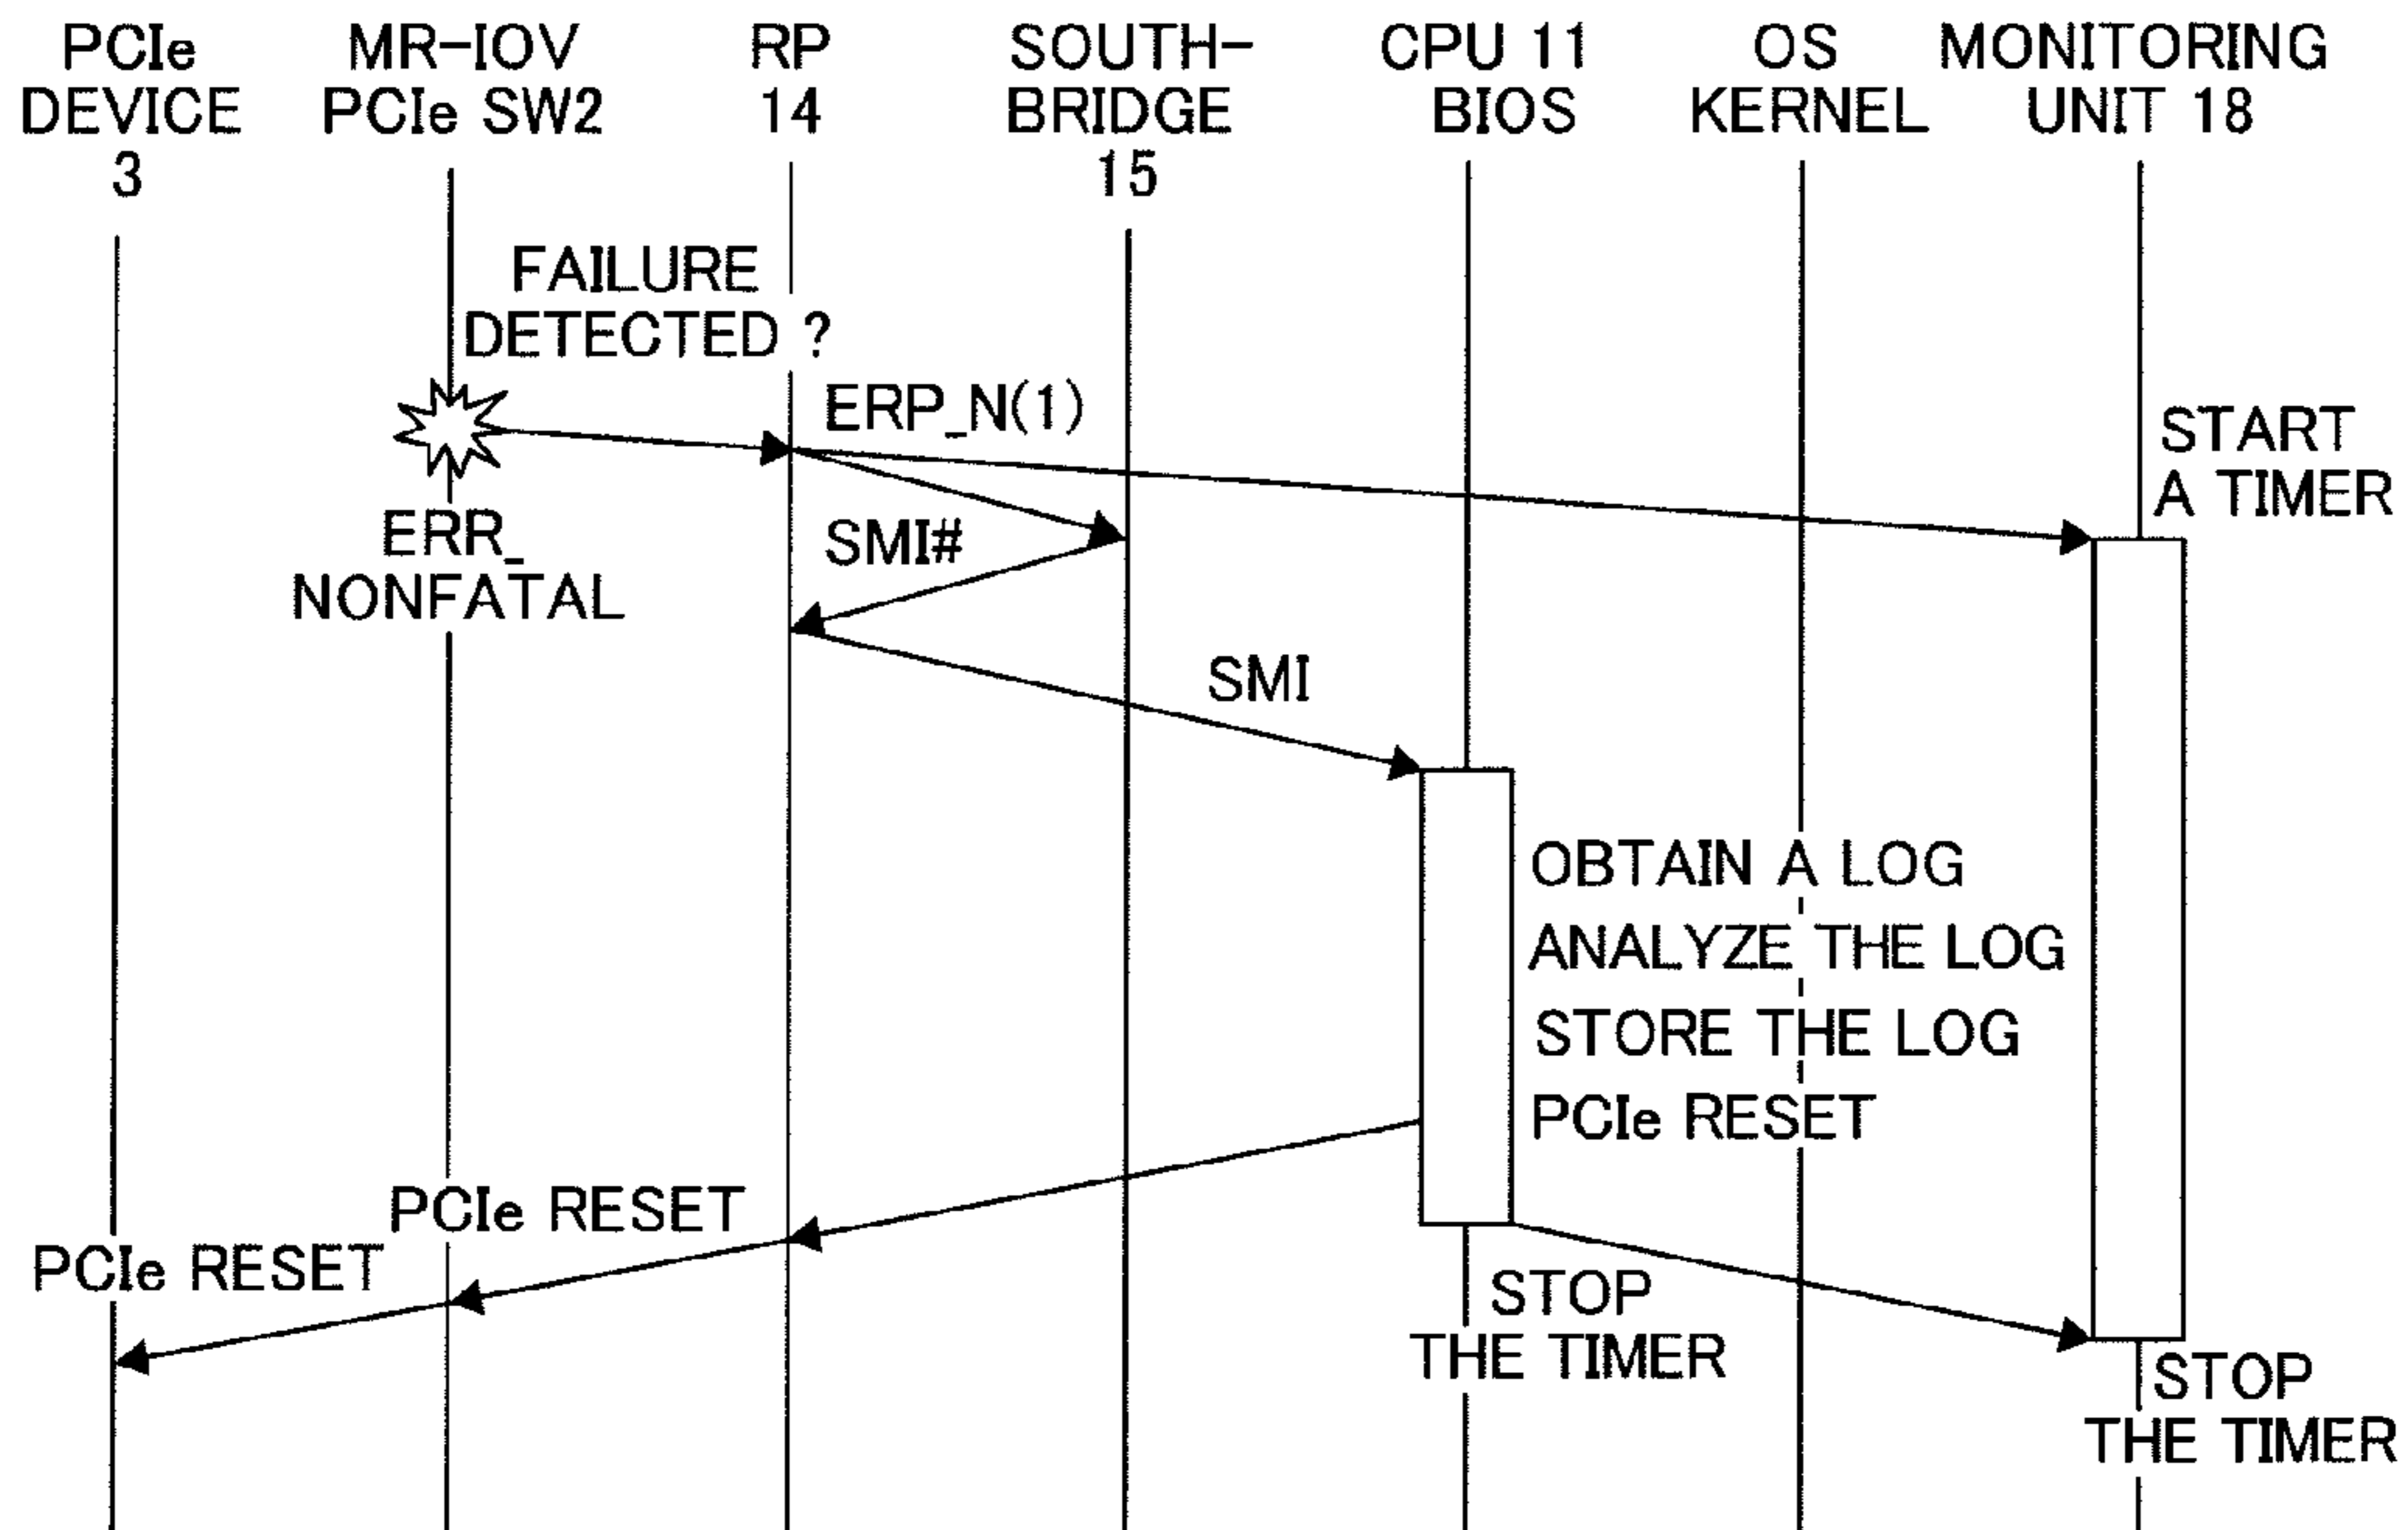 PCIe
DEVICE
3
MR-IOV
PCIe SW2
RP
14
SOUTH-
BRIDGE
15
CPU 11
BIOS
OS
KERNEL
MONITORING
UNIT 18
FAILURE
DETECTED ?
ERP_N(1)
START
A TIMER
ERR_
NONFATAL
SMI#
SMI
OBTAIN A LOG
ANALYZE THE LOG
STORE THE LOG
PCIe RESET
PCIe RESET
PCIe RESET
STOP
THE TIMER
STOP
THE TIMER